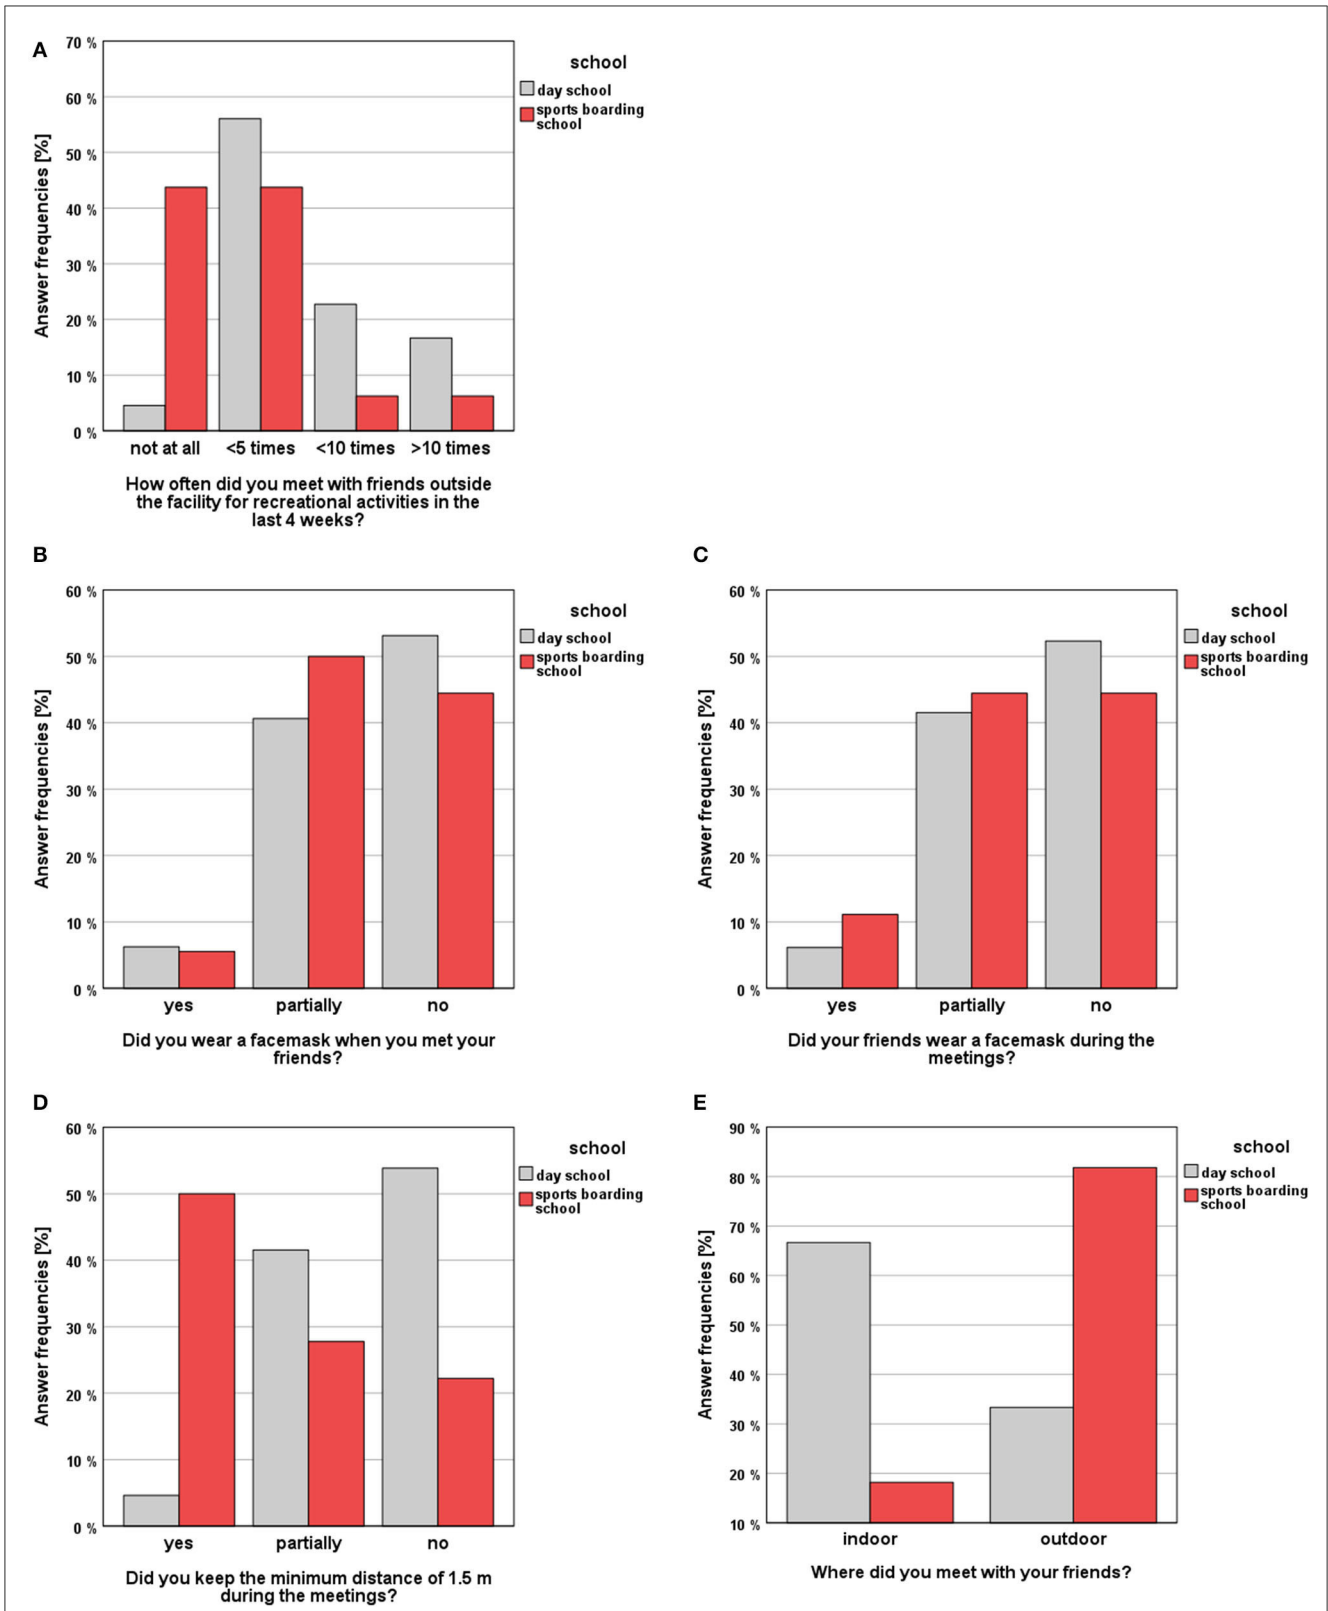 A
70 %
60 %
50 %
40 %
30 %
20 %
10 %
0 %
Answer frequencies [%]
school
day school
sports boarding
school
not at all <5 times <10 times >10 times
How often did you meet with friends outside
the facility for recreational activities in the
last 4 weeks?
B
60 %
50 %
40 %
30 %
20 %
10 %
0 %
Answer frequencies [%]
school
day school
sports boarding
school
yes partially no
Did you wear a facemask when you met your
friends?
C
60 %
50 %
40 %
30 %
20 %
10 %
0 %
Answer frequencies [%]
school
day school
sports boarding
school
yes partially no
Did your friends wear a facemask during the
meetings?
D
60 %
50 %
40 %
30 %
20 %
10 %
0 %
Answer frequencies [%]
school
day school
sports boarding
school
yes partially no
Did you keep the minimum distance of 1.5 m
during the meetings?
E
90 %
80 %
70 %
60 %
50 %
40 %
30 %
20 %
10 %
Answer frequencies [%]
school
day school
sports boarding
school
indoor outdoor
Where did you meet with your friends?